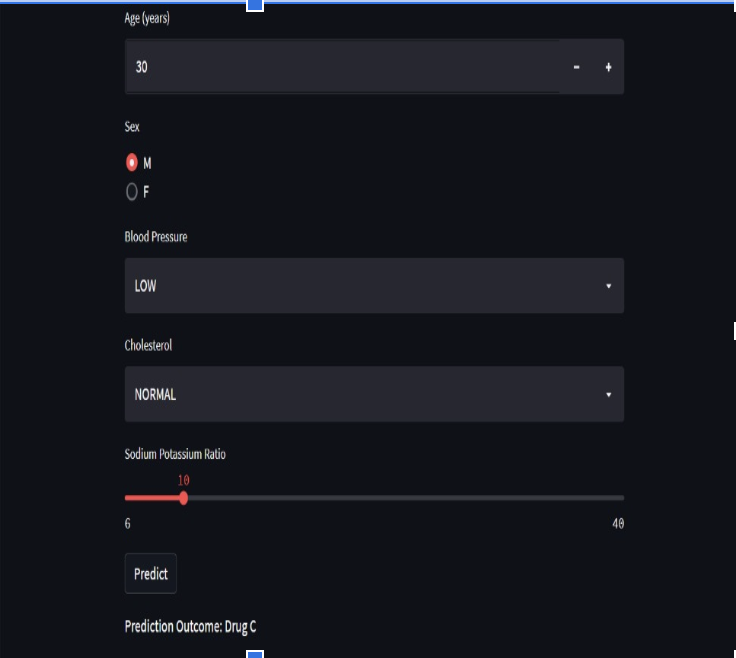 Age (years)
30 - +
Sex
M
F
Blood Pressure
LOW
Cholesterol
NORMAL
Sodium Potassium Ratio
10
6 40
Predict
Prediction Outcome: Drug C